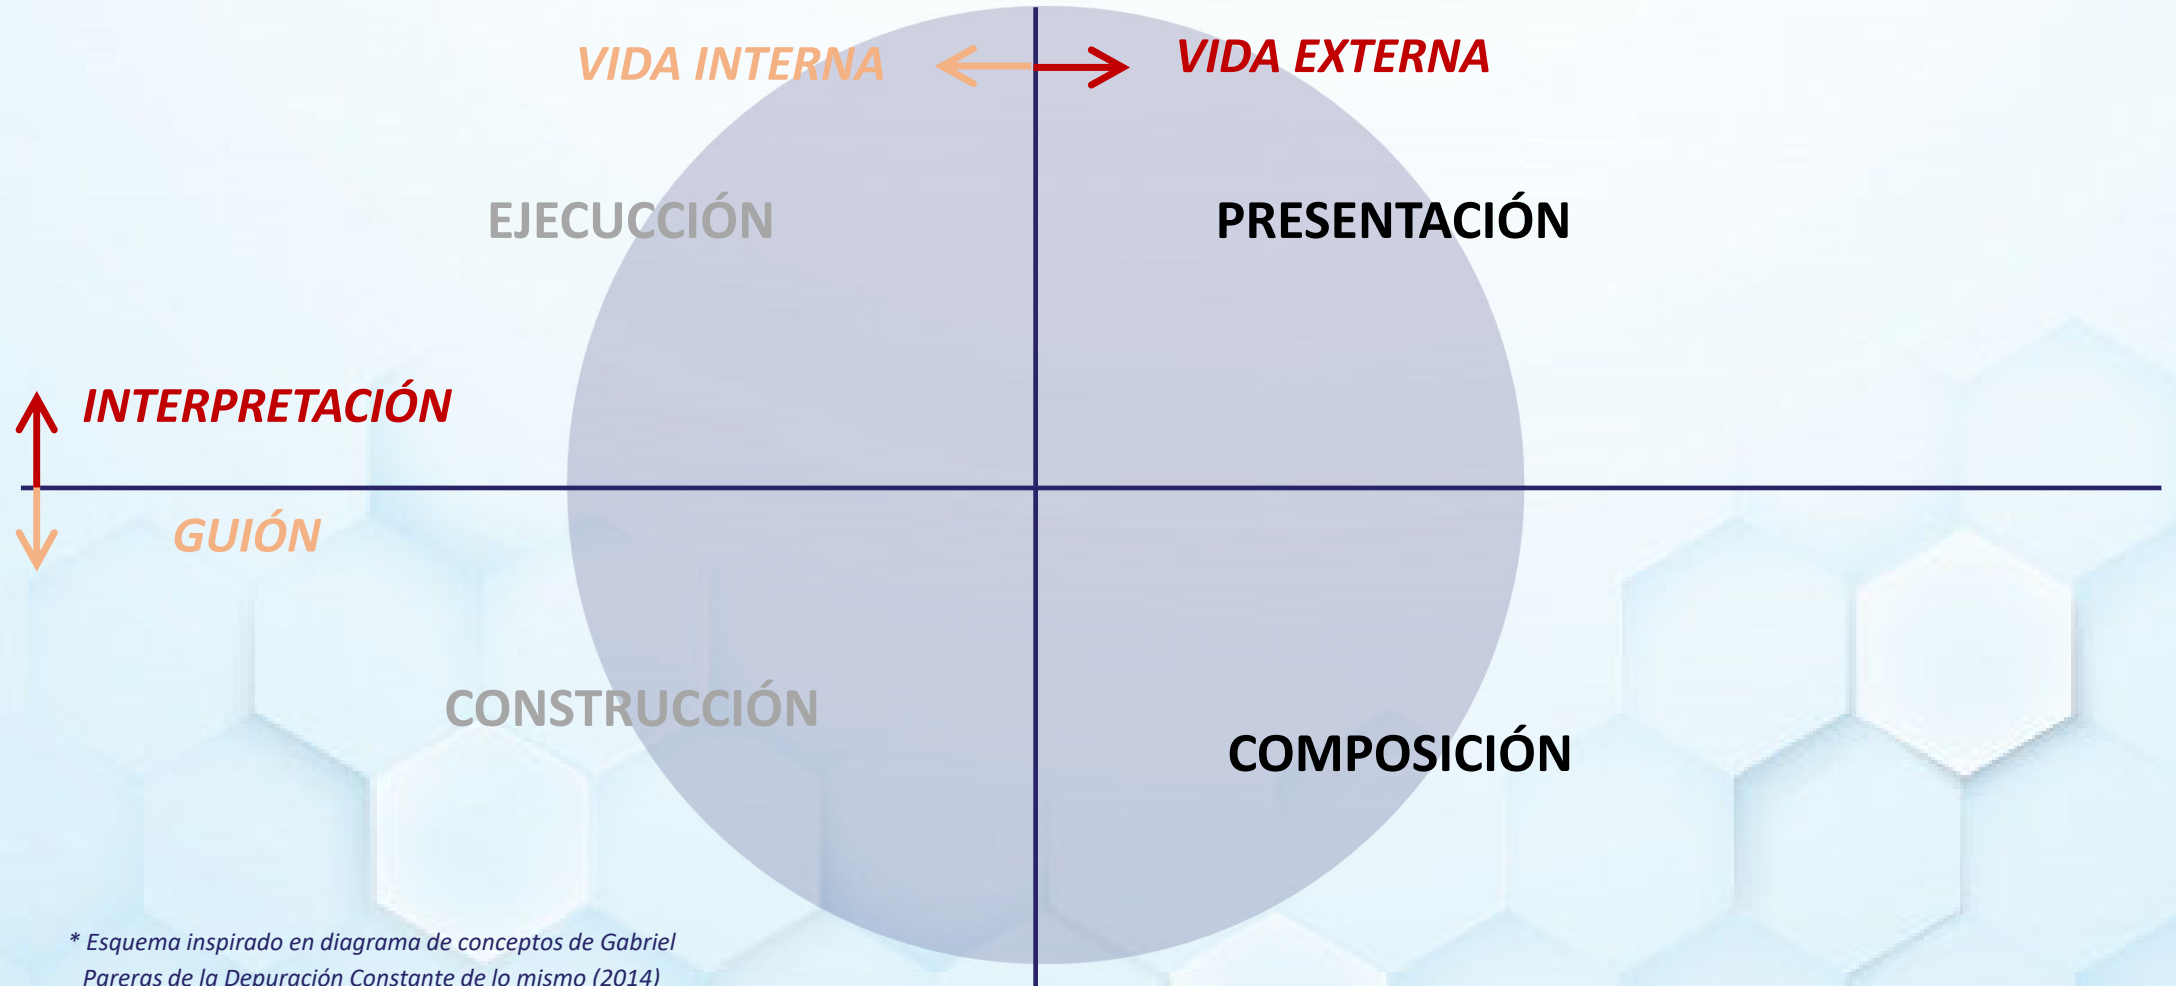 VIDA INTERNA
VIDA EXTERNA
EJECUCCIÓN
PRESENTACIÓN
INTERPRETACIÓN
GUIÓN
CONSTRUCCIÓN
COMPOSICIÓN
* Esquema inspirado en diagrama de conceptos de Gabriel
Pareras de la Depuración Constante de lo mismo (2014)